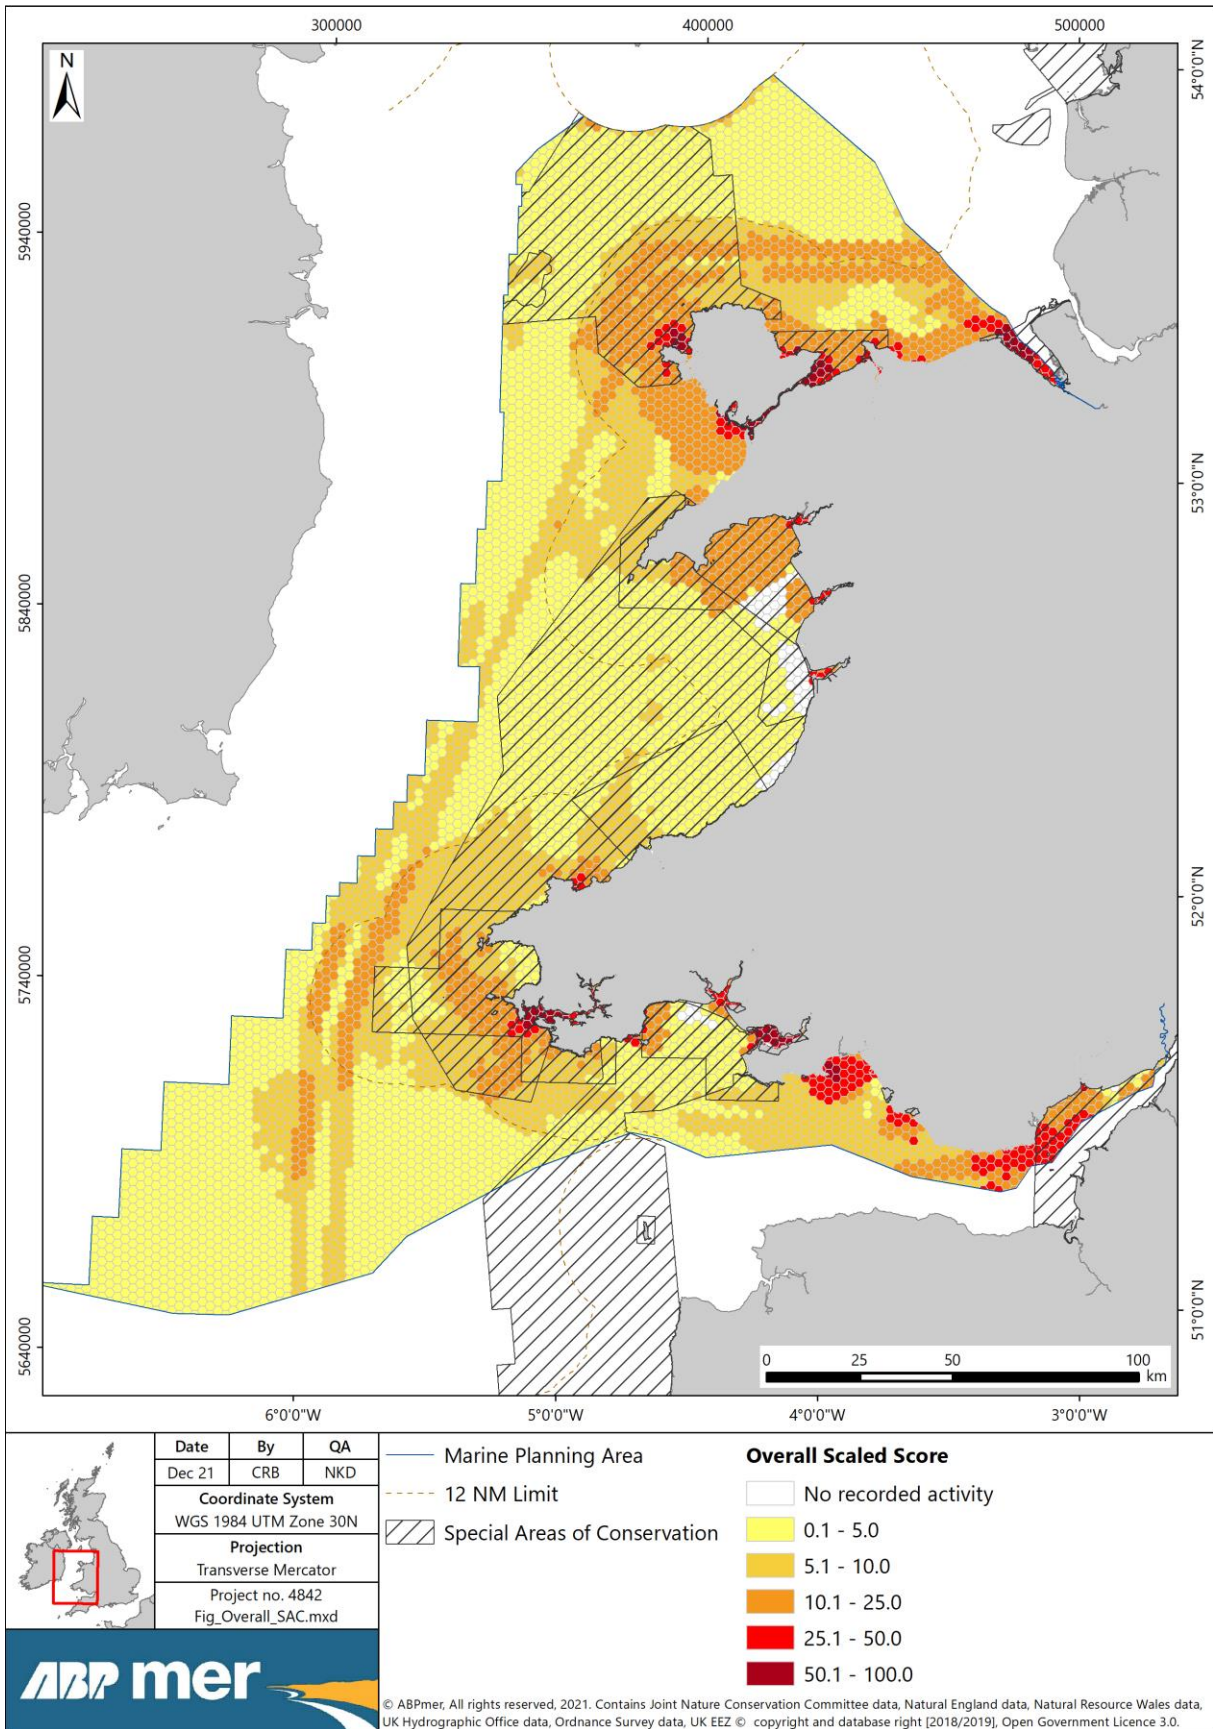 300000 400000 500000
N
54°0'0"N
5940000
53°0'0"N
5840000
52°0'0"N
5740000
51°0'0"N
5640000
0 25 50 100
km
6°0'0"W 5°0'0"W 4°0'0"W 3°0'0"W
Date By QA
Dec 21 CRB NKD
Coordinate System
WGS 1984 UTM Zone 30N
Projection
Transverse Mercator
Project no. 4842
Fig_Overall_SAC.mxd
ABP mer
Marine Planning Area
12 NM Limit
Special Areas of Conservation
Overall Scaled Score
No recorded activity
0.1 - 5.0
5.1 - 10.0
10.1 - 25.0
25.1 - 50.0
50.1 - 100.0
© ABPmer, All rights reserved, 2021. Contains Joint Nature Conservation Committee data, Natural England data, Natural Resource Wales data,
UK Hydrographic Office data, Ordnance Survey data, UK EEZ © copyright and database right [2018/2019], Open Government Licence 3.0.